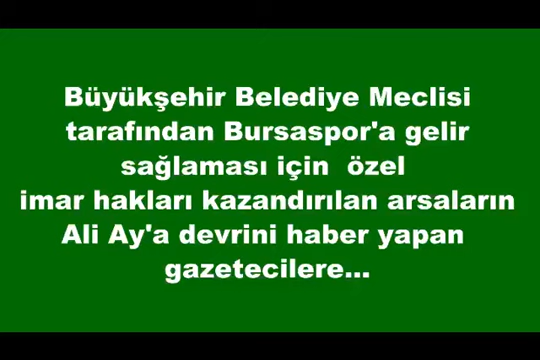 Büyükşehir Belediye Meclisi
tarafından Bursaspor'a gelir
sağlaması için özel
imar hakları kazandırılan arsaların
Ali Ay'a devrini haber yapan
gazetecilere...